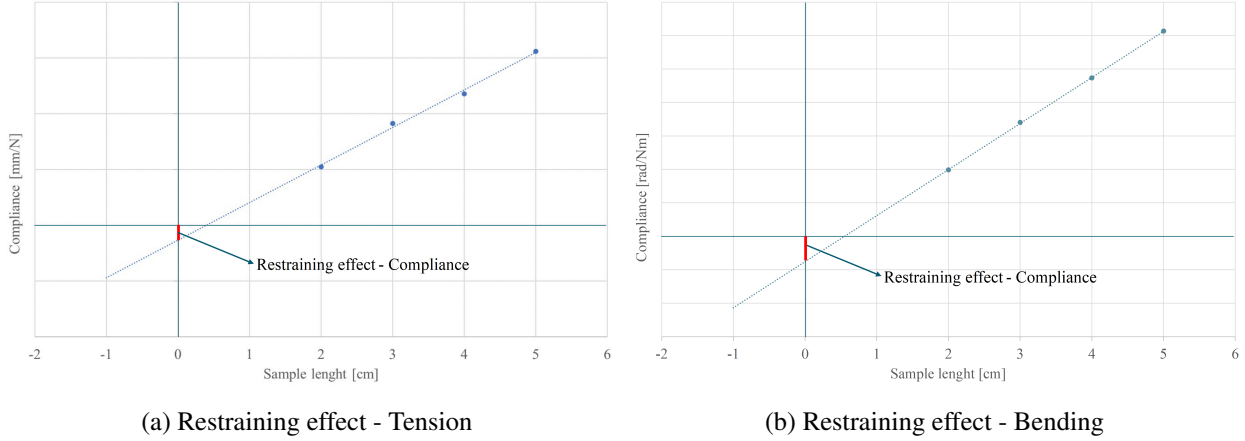 Compliance [mm/N]
Restraining effect - Compliance
-2 -1 0 1 2 3 4 5 6
Sample lenght [cm]
(a) Restraining effect - Tension
Compliance [rad/Nm]
Restraining effect - Compliance
-2 -1 0 1 2 3 4 5 6
Sample lenght [cm]
(b) Restraining effect - Bending